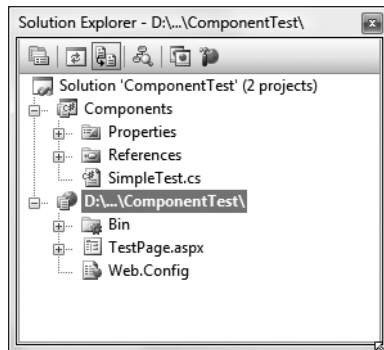 Solution Explorer - D:\...\ComponentTest\
Solution 'ComponentTest' (2 projects)
Components
Properties
References
SimpleTest.cs
D:\...\ComponentTest\
Bin
TestPage.aspx
Web.Config